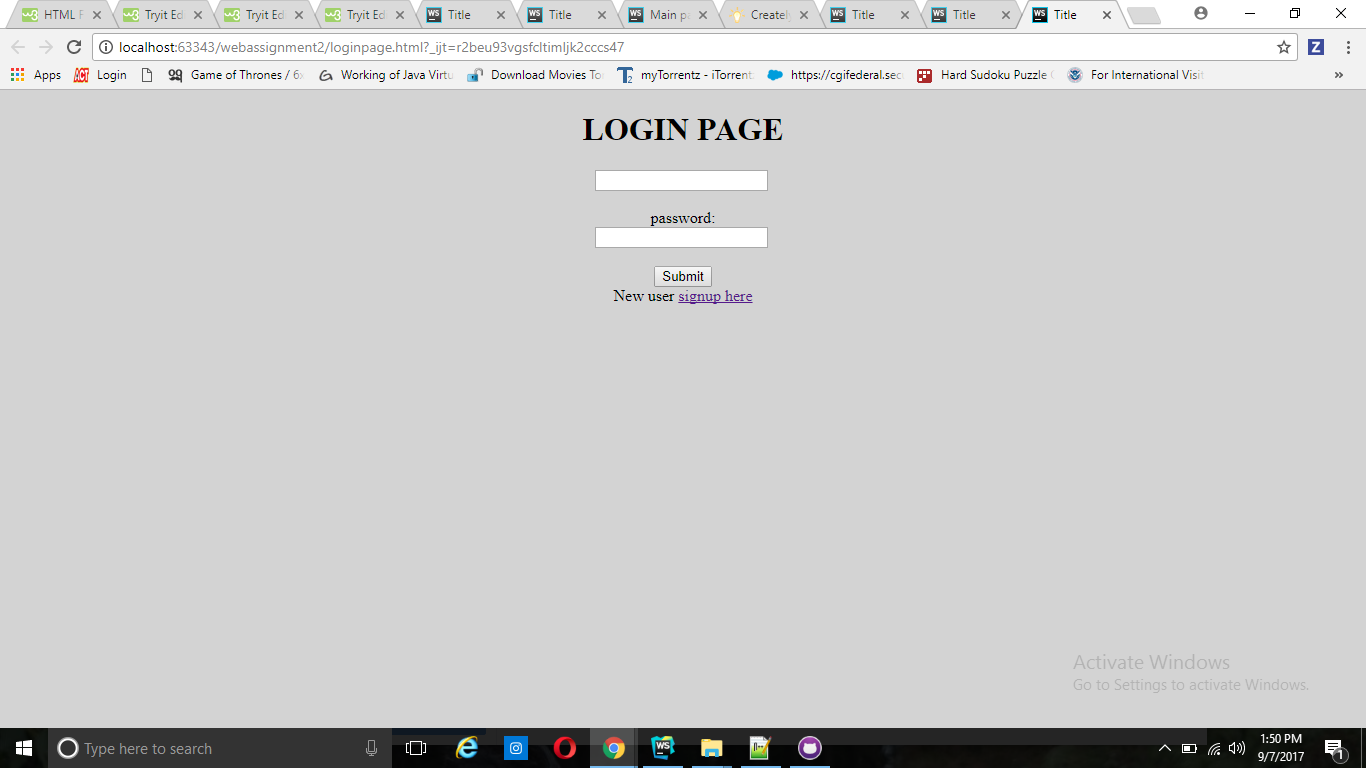 HTML F Tryit Ed Tryit Ed Tryit Ed Title Title Main p Creately Title Title Title
localhost:63343/webassignment2/loginpage.html?_ijt=r2beu93vgsfcltimljk2cccs47
Apps Login Game of Thrones / 6 Working of Java Virtu Download Movies To myTorrentz - iTorrent https://cgifederal.sec Hard Sudoku Puzzle For International Visit »
LOGIN PAGE
password:
Submit
New user signup here
Activate Windows
Go to Settings to activate Windows.
Type here to search
1:50 PM
9/7/2017
1